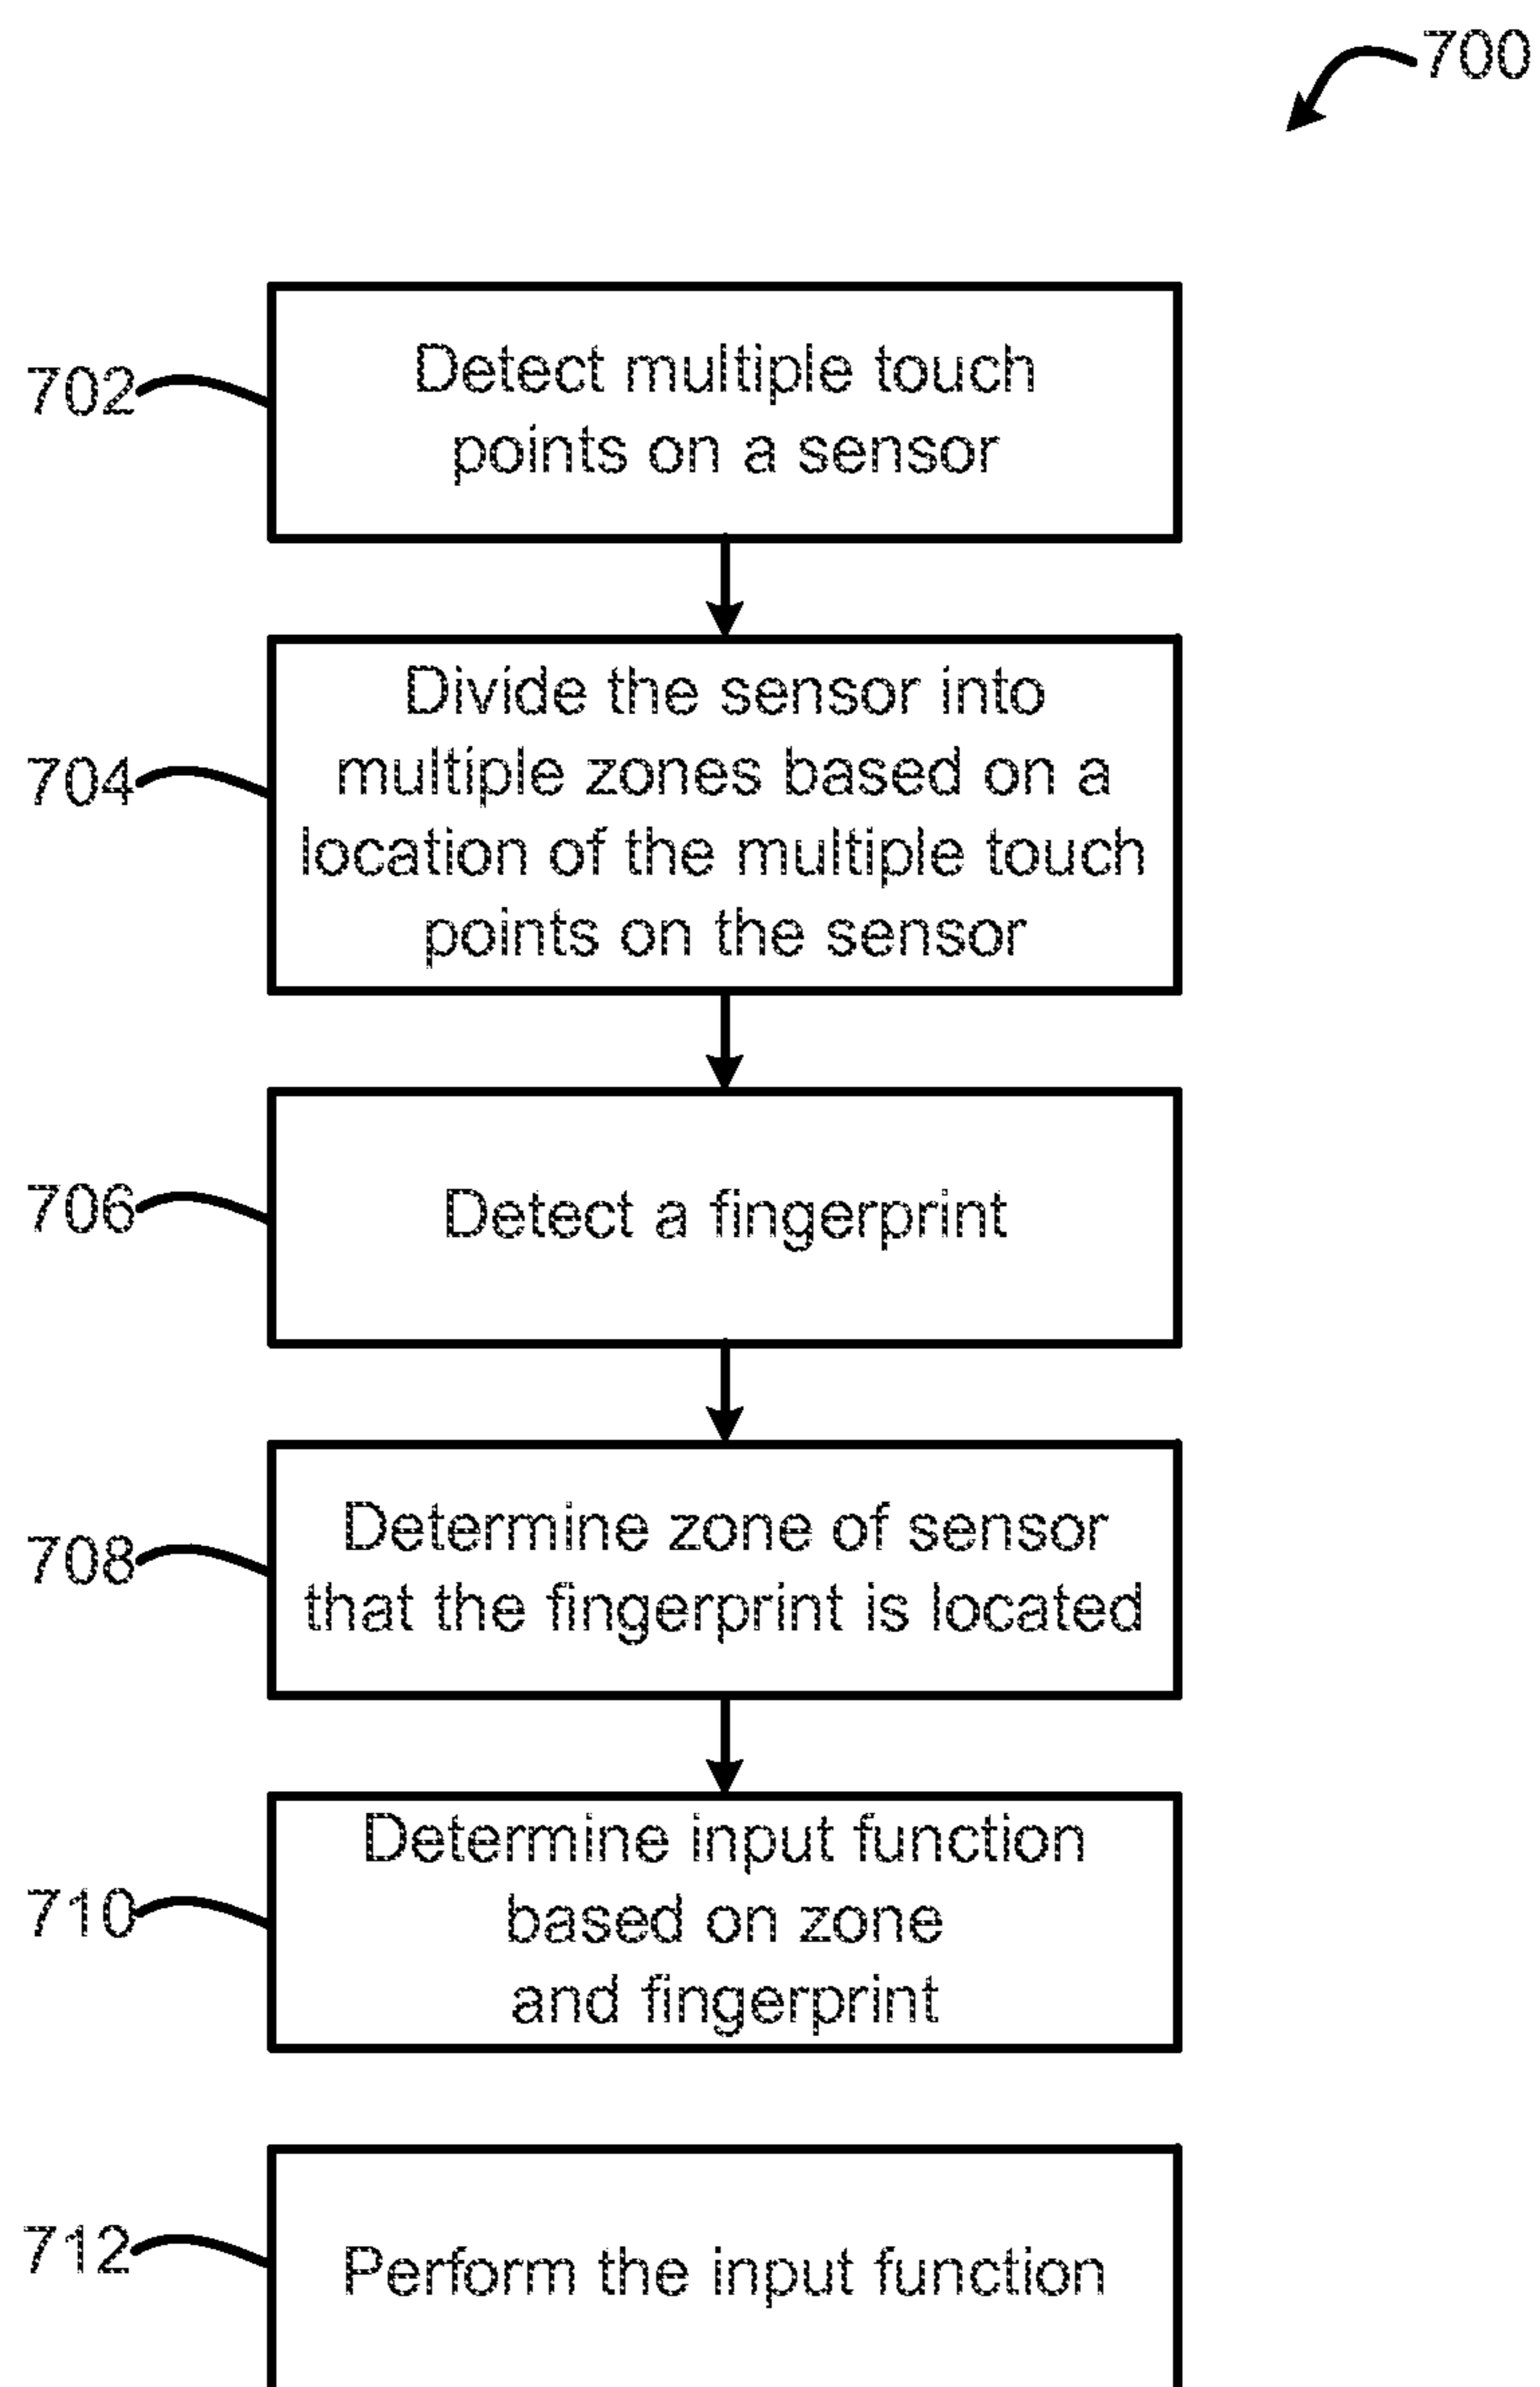 700
702
Detect multiple touch
points on a sensor
704
Divide the sensor into
multiple zones based on a
location of the multiple touch
points on the sensor
706
Detect a fingerprint
708
Determine zone of sensor
that the fingerprint is located
710
Determine input function
based on zone
and fingerprint
712
Perform the input function